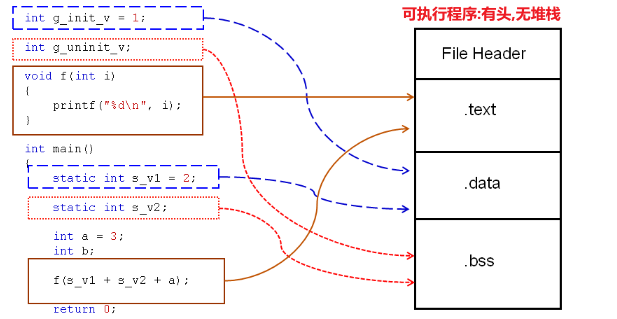 int g_init_v = 1;
int g_uninit_v;
void f(int i)
{
printf("%d\n", i);
}
int main()
{
static int s_v1 = 2;
static int s_v2;
int a = 3;
int b;
f(s_v1 + s_v2 + a);
return 0;
可执行程序:有头,无堆栈
File Header
.text
.data
.bss